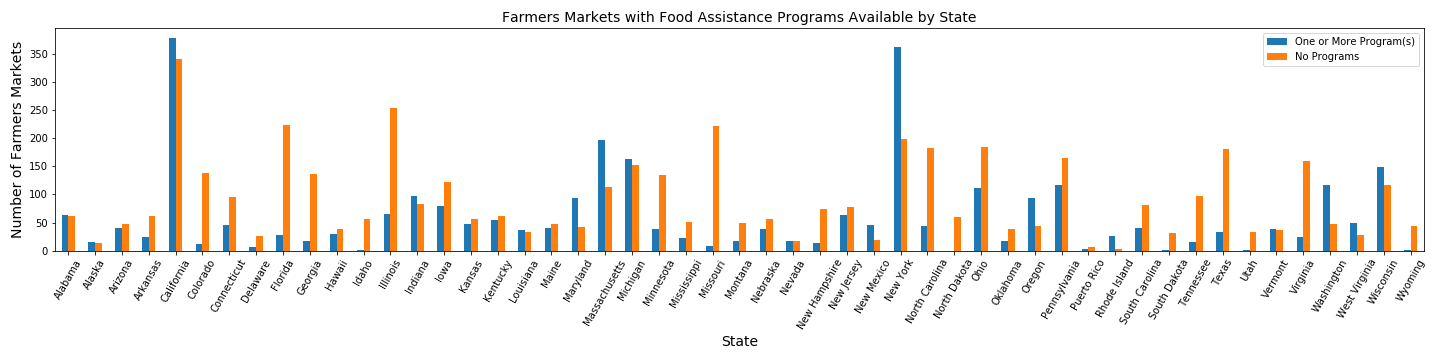 Farmers Markets with Food Assistance Programs Available by State
One or More Program(s)
No Programs
Number of Farmers Markets
350
300
250
200
150
100
50
0
Alabama
Alaska
Arizona
Arkansas
California
Colorado
Connecticut
Delaware
Florida
Georgia
Hawaii
Idaho
Illinois
Indiana
Iowa
Kansas
Kentucky
Louisiana
Maine
Maryland
Massachusetts
Michigan
Minnesota
Mississippi
Missouri
Montana
Nebraska
Nevada
New Hampshire
New Jersey
New Mexico
New York
North Carolina
North Dakota
Ohio
Oklahoma
Oregon
Pennsylvania
Puerto Rico
Rhode Island
South Carolina
South Dakota
Tennessee
Texas
Utah
Vermont
Virginia
Washington
West Virginia
Wisconsin
Wyoming
State